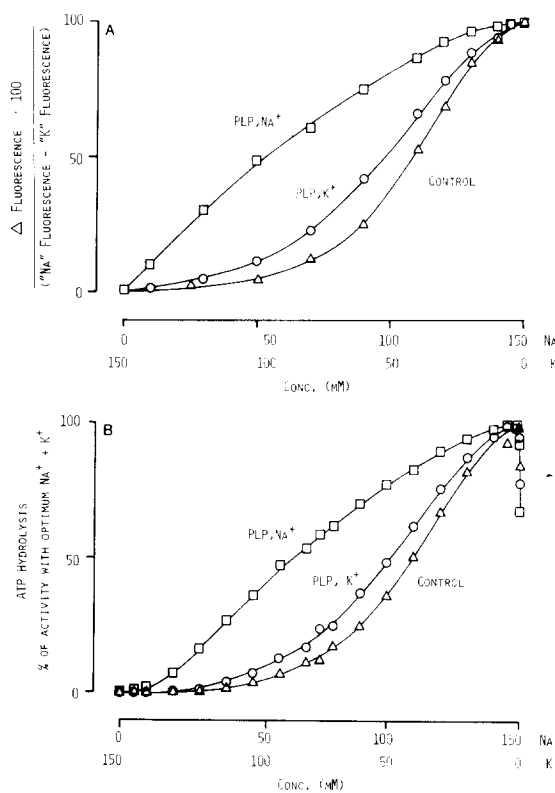 A
100
50
0
Δ FLUORESCENCE · 100
("NA" FLUORESCENCE - "K" FLUORESCENCE)
PLP,NA+
PLP,K+
CONTROL
0 50 100 150 NA
150 100 50 0 K
CONC. (MM)
B
100
50
0
ATP HYDROLYSIS
% OF ACTIVITY WITH OPTIMUM NA+ + K+
PLP,NA+
PLP, K+
CONTROL
0 50 100 150 NA
150 100 50 0 K
CONC. (MM)